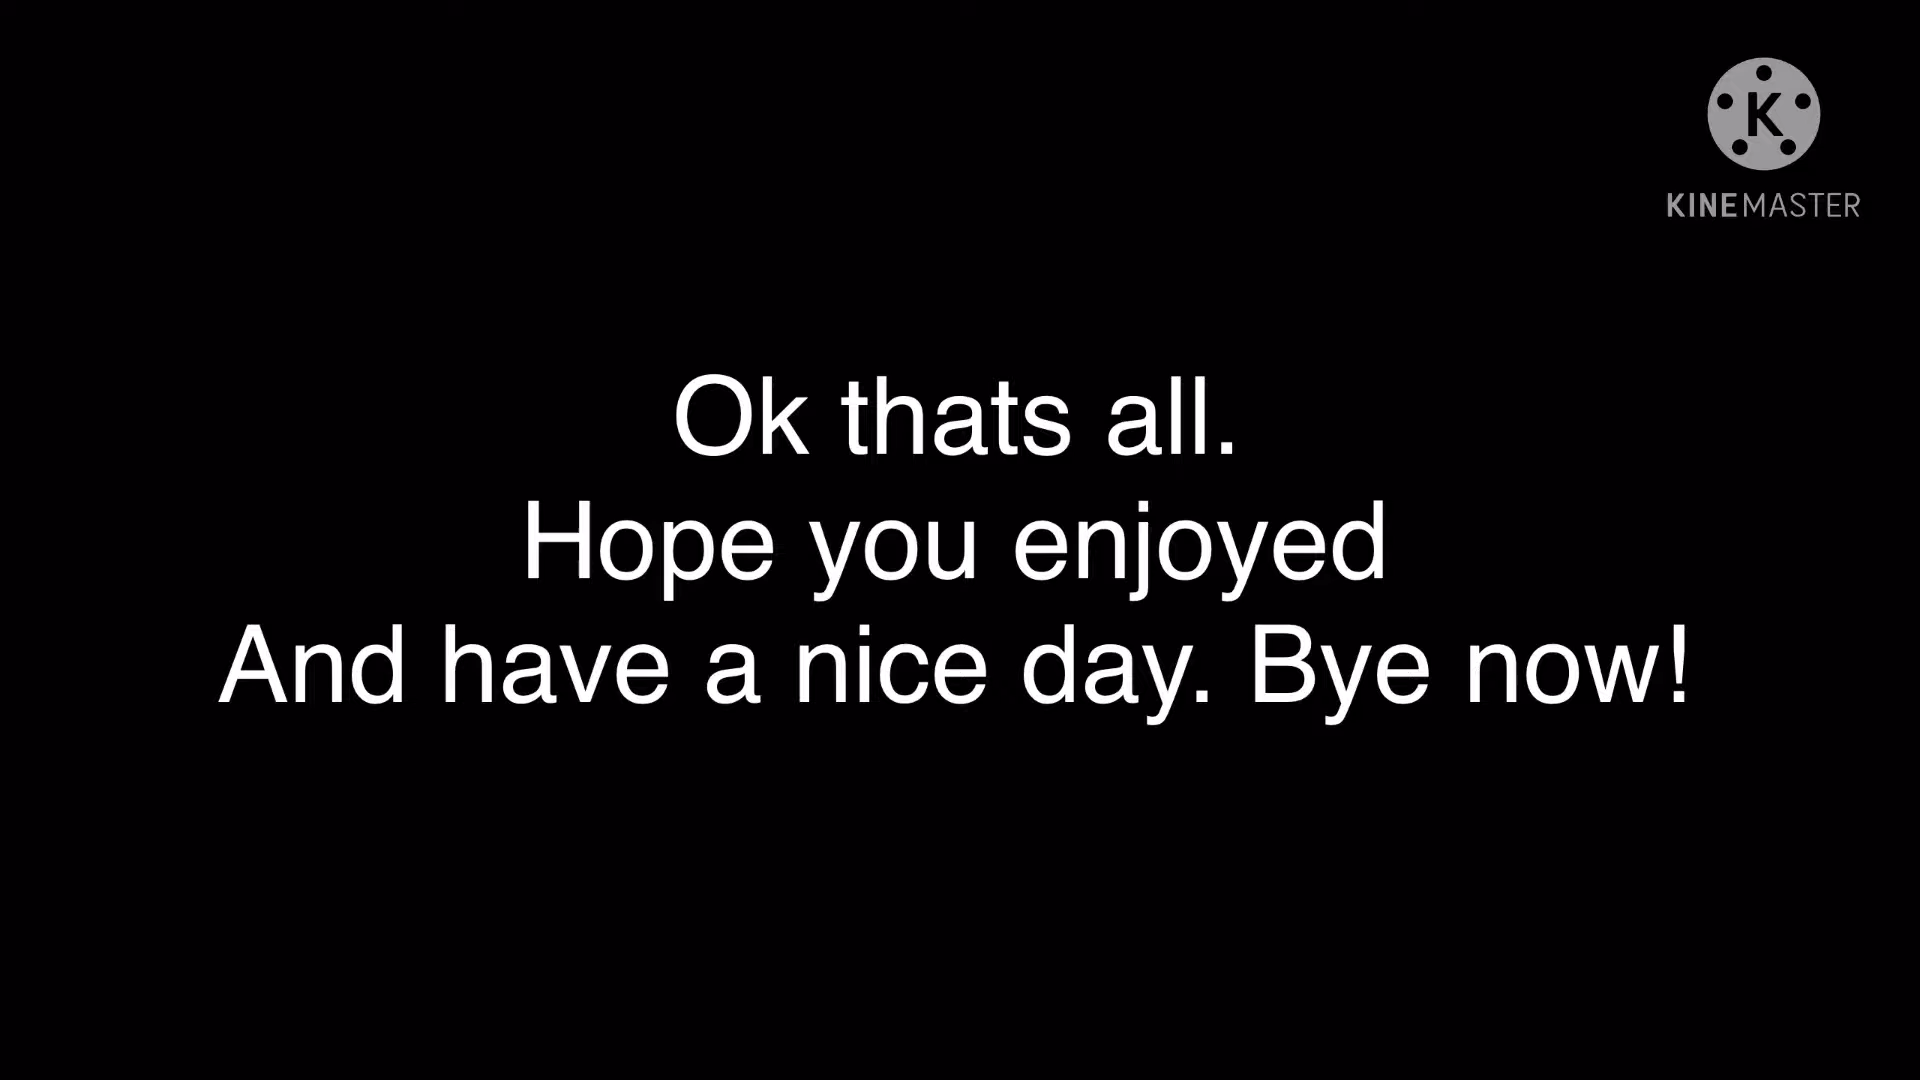 K
KINEMASTER
Ok thats all.
Hope you enjoyed
And have a nice day. Bye now!